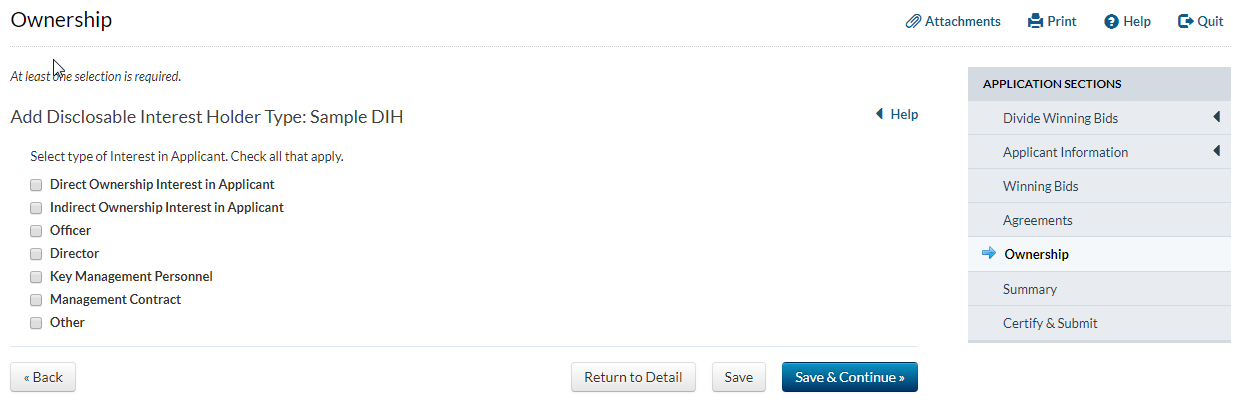 Ownership
Attachments
Print
Help
Quit
At least one selection is required.
Add Disclosable Interest Holder Type: Sample DIH
Help
Select type of Interest in Applicant. Check all that apply.
Direct Ownership Interest in Applicant
Indirect Ownership Interest in Applicant
Officer
Director
Key Management Personnel
Management Contract
Other
« Back
Return to Detail
Save
Save & Continue »
APPLICATION SECTIONS
Divide Winning Bids
Applicant Information
Winning Bids
Agreements
Ownership
Summary
Certify & Submit